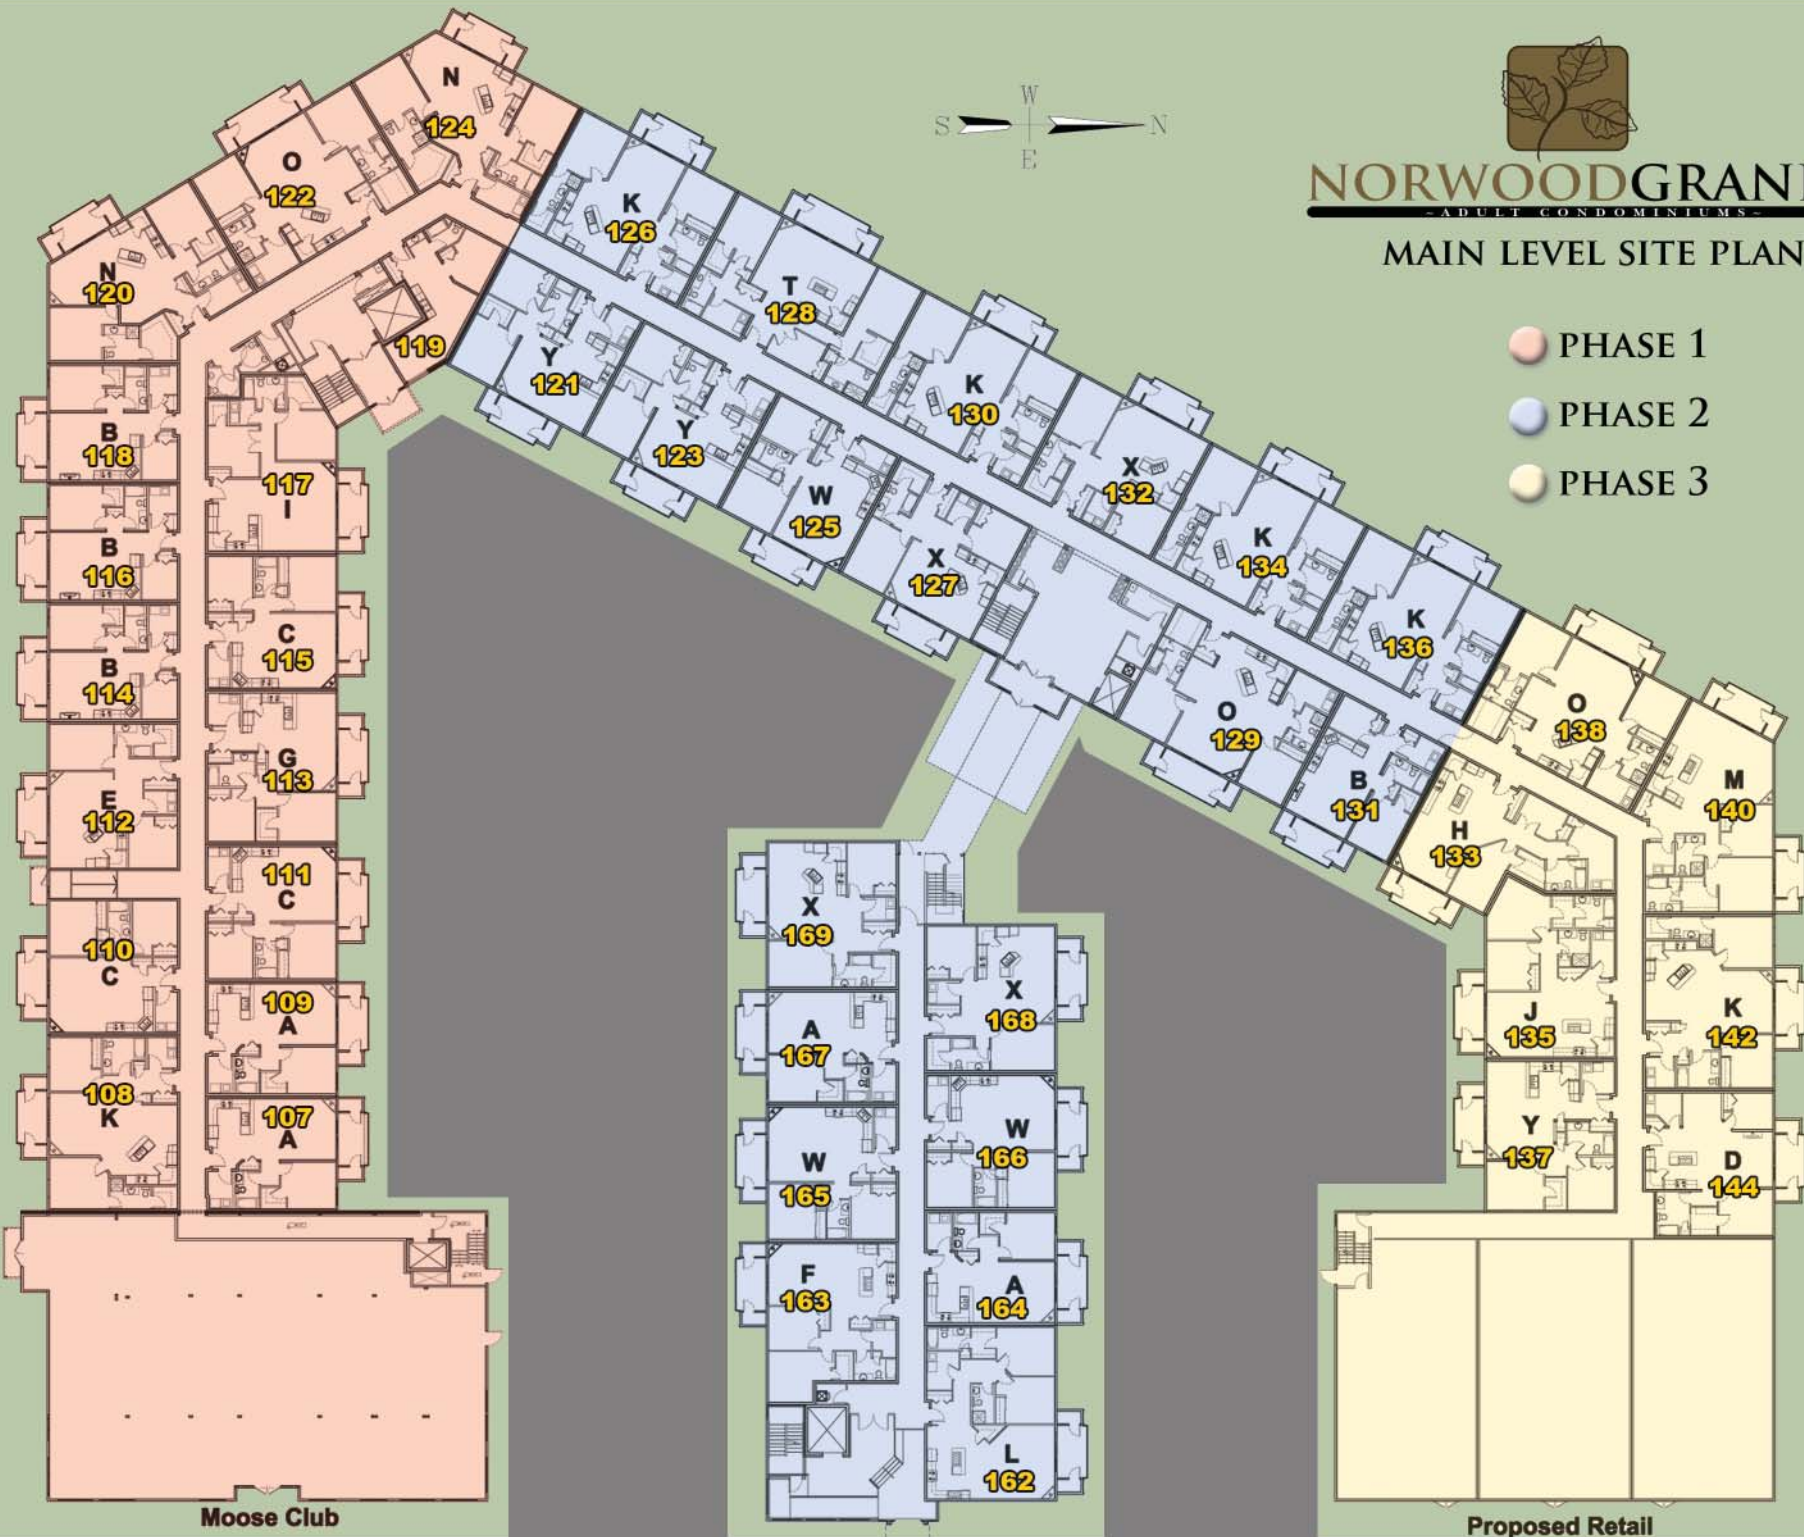 W
S N
E
NORWOODGRAN
~ADULT CONDOMINIUMS~
MAIN LEVEL SITE PLAN
PHASE 1
PHASE 2
PHASE 3
N
124
O
122
N
120
119
B
118
B
116
B
114
E
112
110
C
108
K
117
I
C
115
G
113
111
C
109
A
107
A
Moose Club
K
126
T
128
K
130
X
132
K
134
K
136
Y
121
Y
123
W
125
X
127
O
129
B
131
X
169
A
167
W
165
F
163
X
168
W
166
A
164
L
162
O
138
M
140
H
133
J
135
K
142
Y
137
D
144
Proposed Retail